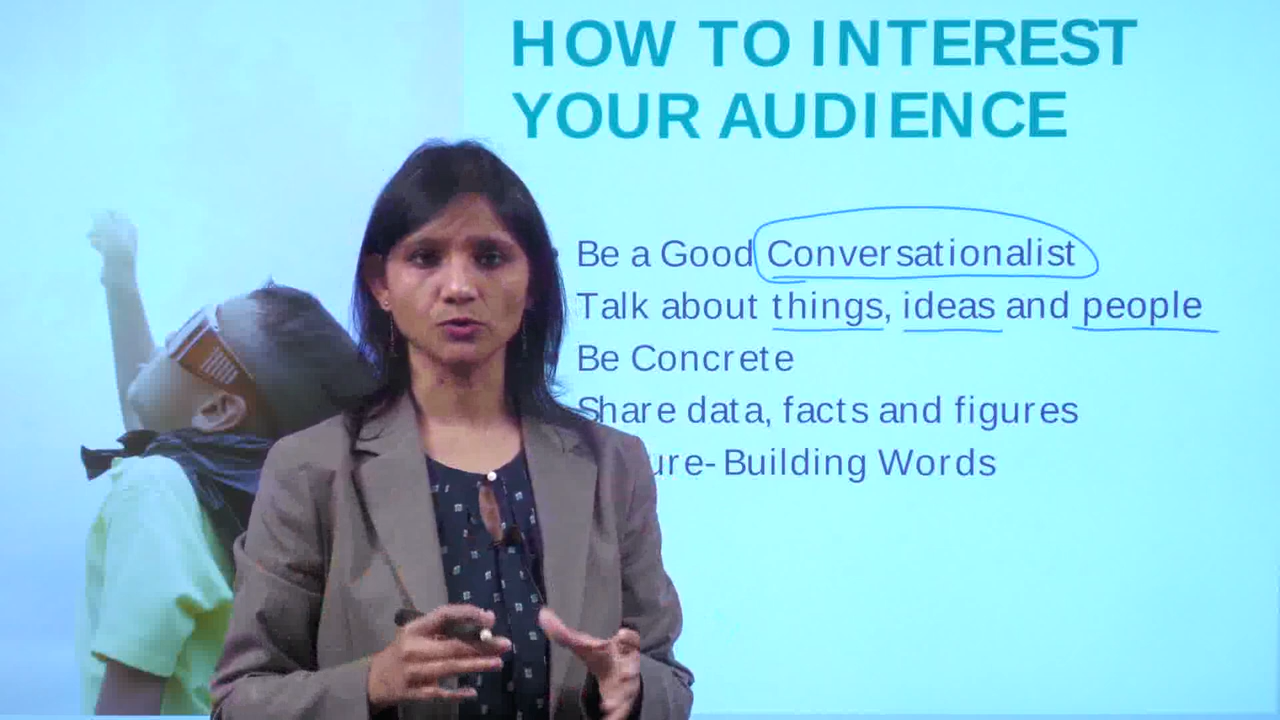 HOW TO INTEREST
YOUR AUDIENCE
Be a Good Conversationalist
Talk about things, ideas and people
Be Concrete
Share data, facts and figures
Building Words